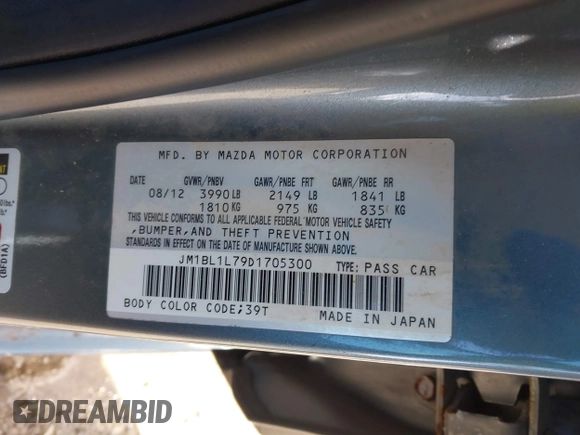 MFD. BY MAZDA MOTOR CORPORATION
DATE GVWR/PNBV GAWR/PNBE FRT GAWR/PNBE RR
08/12 3990 LB 2149 LB 1841 LB
1810 KG 975 KG 835 KG
THIS VEHICLE CONFORMS TO ALL APPLICABLE FEDERAL MOTOR VEHICLE SAFETY
,BUMPER,AND THEFT PREVENTION
STANDARDS IN EFFECT ON THE DATE OF MANUFACTURE SHOWN ABOVE.
JM1BL1L79D1705300 TYPE: PASS CAR
BODY COLOR CODE;39T
MADE IN JAPAN
(BFD1A)
DREAMBID